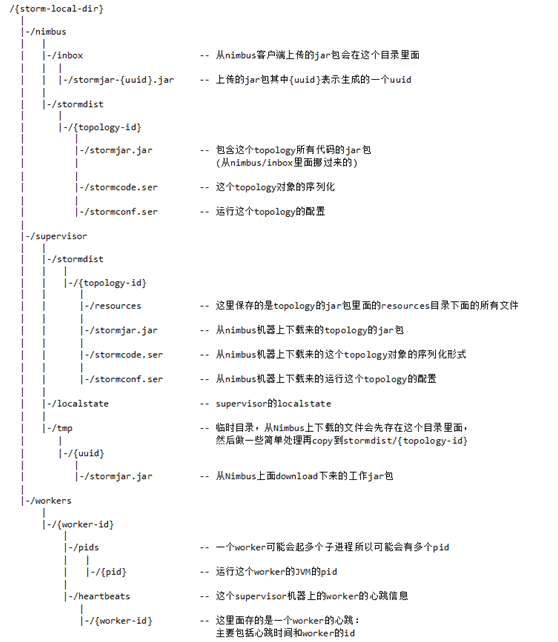 /{storm-local-dir}
|-/nimbus
|-/inbox -- 从nimbus客户端上传的jar包会在这个目录里面
|-/stormjar-{uuid}.jar -- 上传的jar包其中{uuid}表示生成的一个uuid
|-/stormdist
|-/{topology-id}
|-/stormjar.jar -- 包含这个topology所有代码的jar包
(从nimbus/inbox里面挪过来的)
|-/stormcode.ser -- 这个topology对象的序列化
|-/stormconf.ser -- 运行这个topology的配置
|-/supervisor
|-/stormdist
|-/{topology-id}
|-/resources -- 这里保存的是topology的jar包里面的resources目录下面的所有文件
|-/stormjar.jar -- 从nimbus机器上下载来的topology的jar包
|-/stormcode.ser -- 从nimbus机器上下载来的这个topology对象的序列化形式
|-/stormconf.ser -- 从nimbus机器上下载来的运行这个topology的配置
|-/localstate -- supervisor的localstate
|-/tmp -- 临时目录，从Nimbus上下载的文件会先存在这个目录里面，
然后做一些简单处理再copy到stormdist/{topology-id}
|-/{uuid}
|-/stormjar.jar -- 从Nimbus上面download下来的工作jar包
|-/workers
|-/{worker-id}
|-/pids -- 一个worker可能会起多个子进程所以可能会有多个pid
|-/{pid} -- 运行这个worker的JVM的pid
|-/heartbeats -- 这个supervisor机器上的worker的心跳信息
|-/{worker-id} -- 这里面存的是一个worker的心跳：
主要包括心跳时间和worker的id